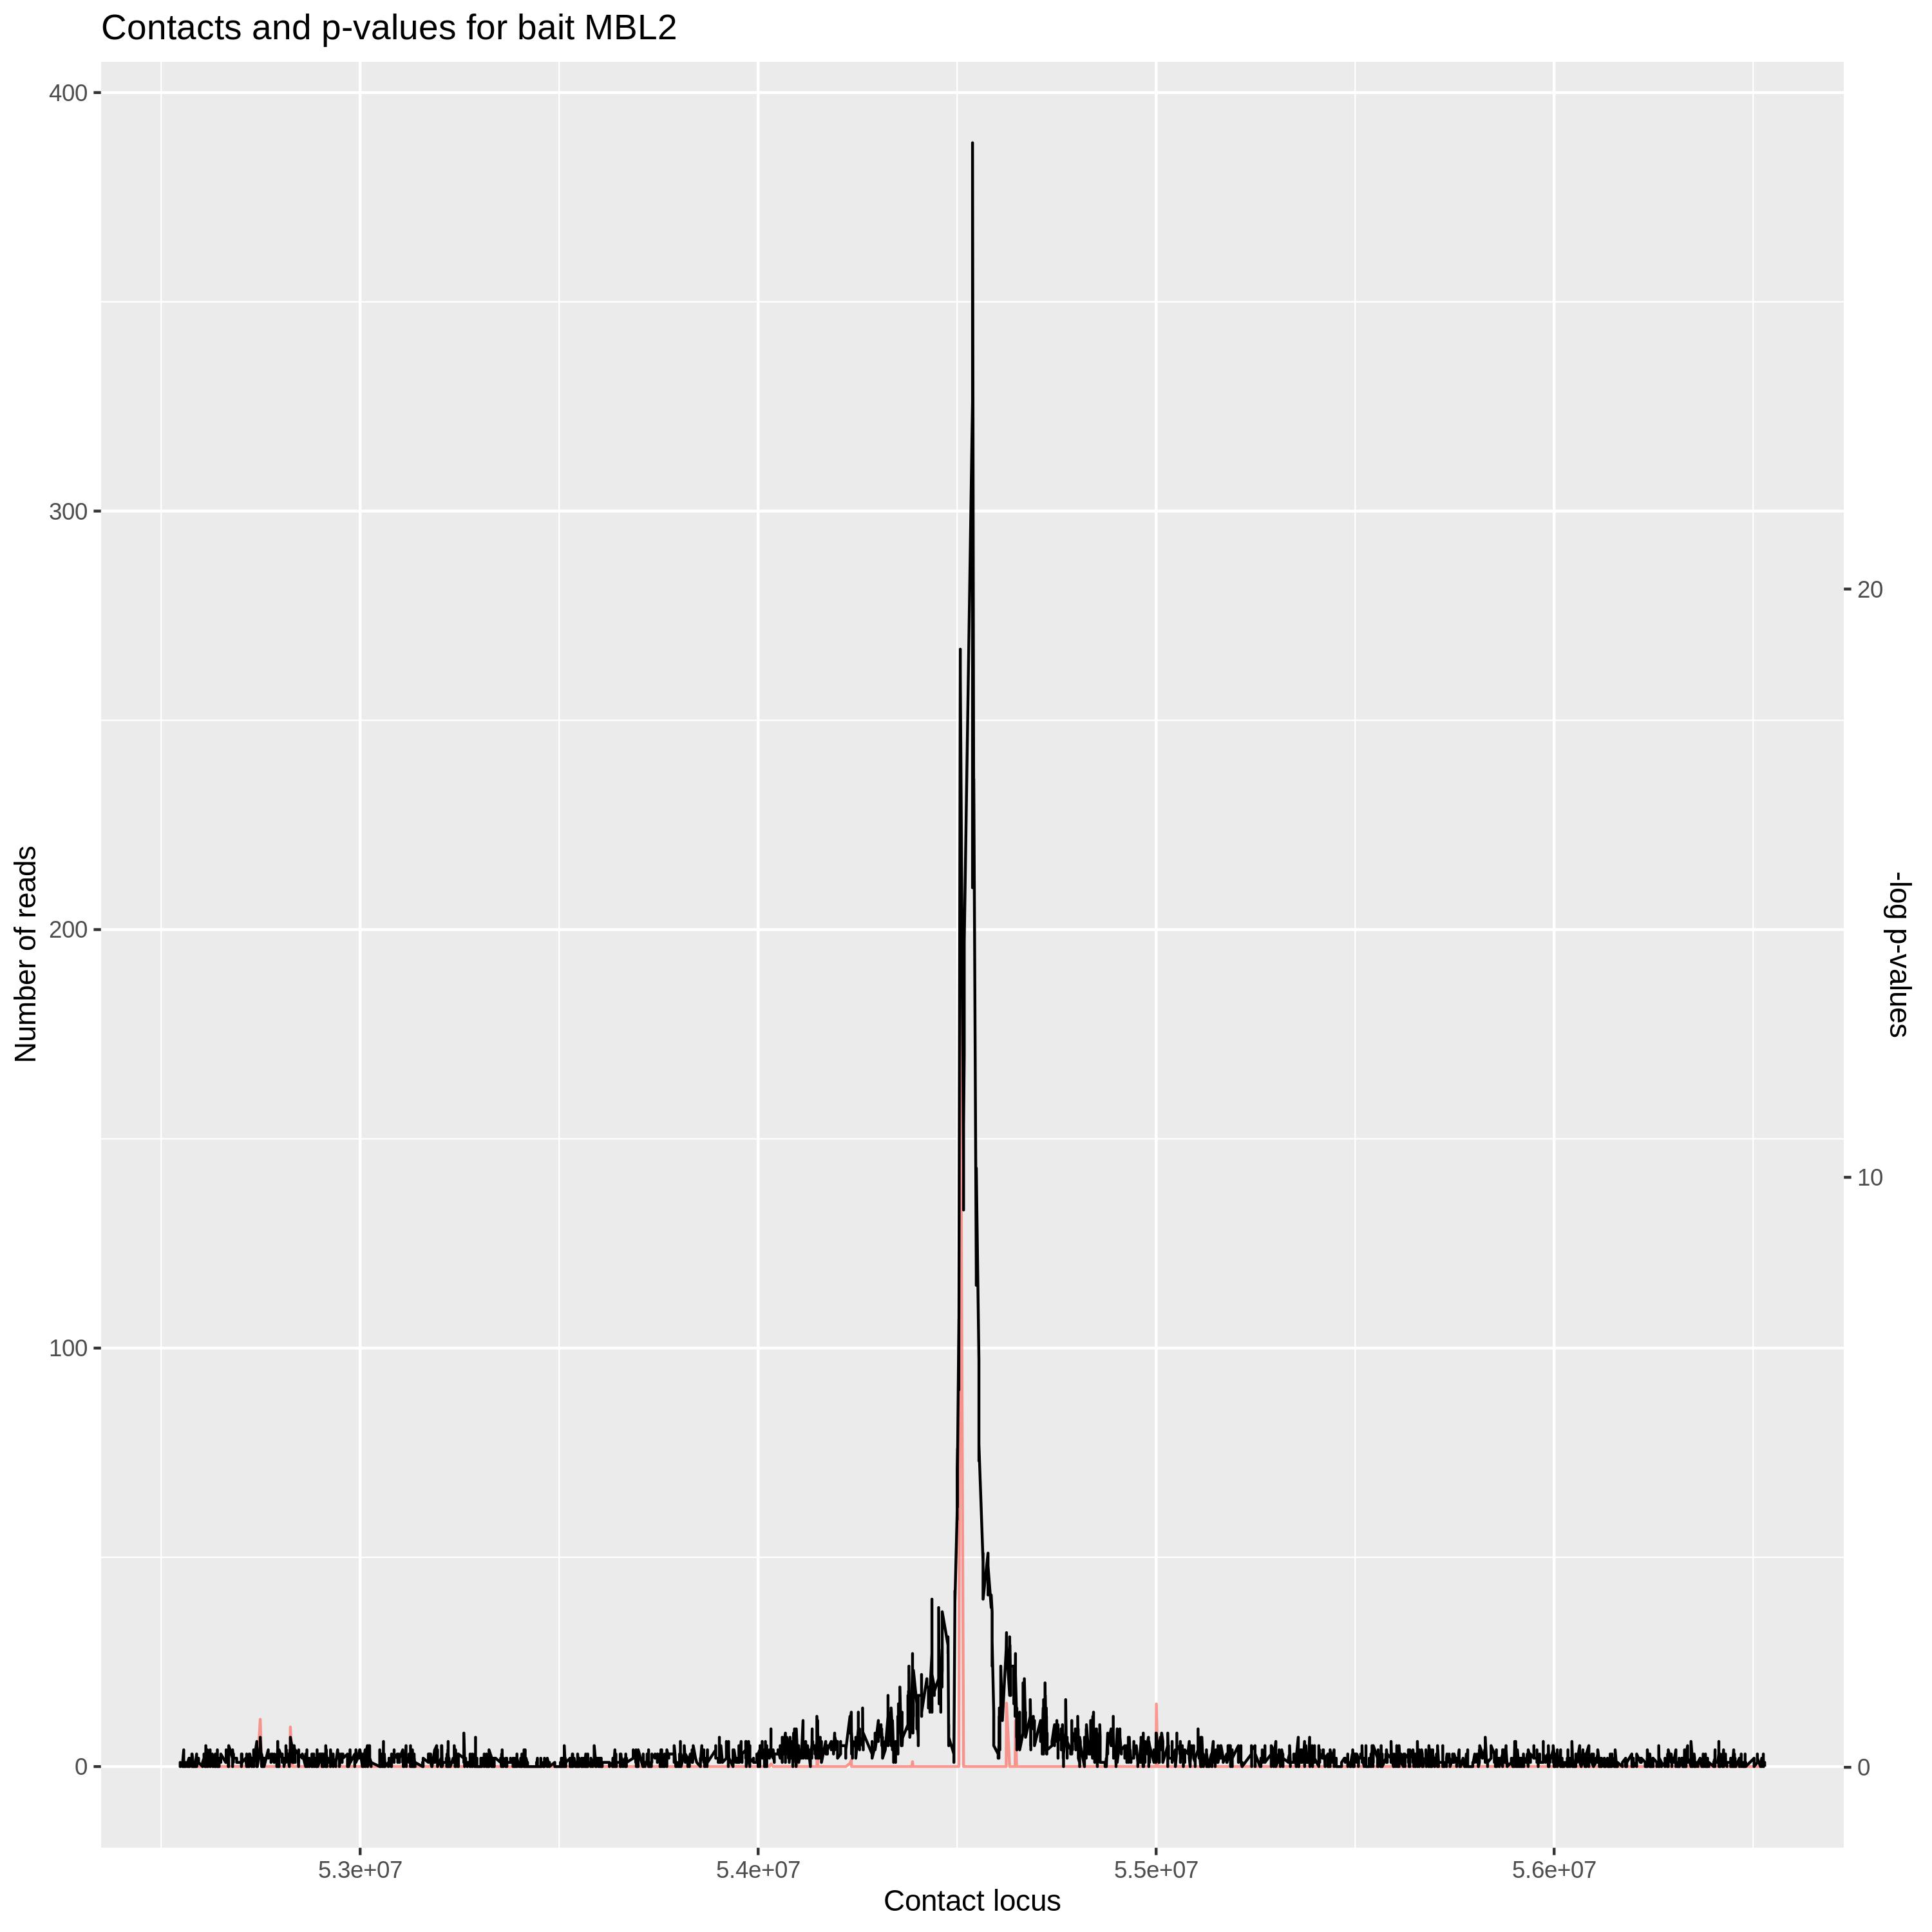 Contacts and p-values for bait MBL2
400
300
200
100
0
Number of reads
20
10
0
-log p-values
5.3e+07
5.4e+07
5.5e+07
5.6e+07
Contact locus